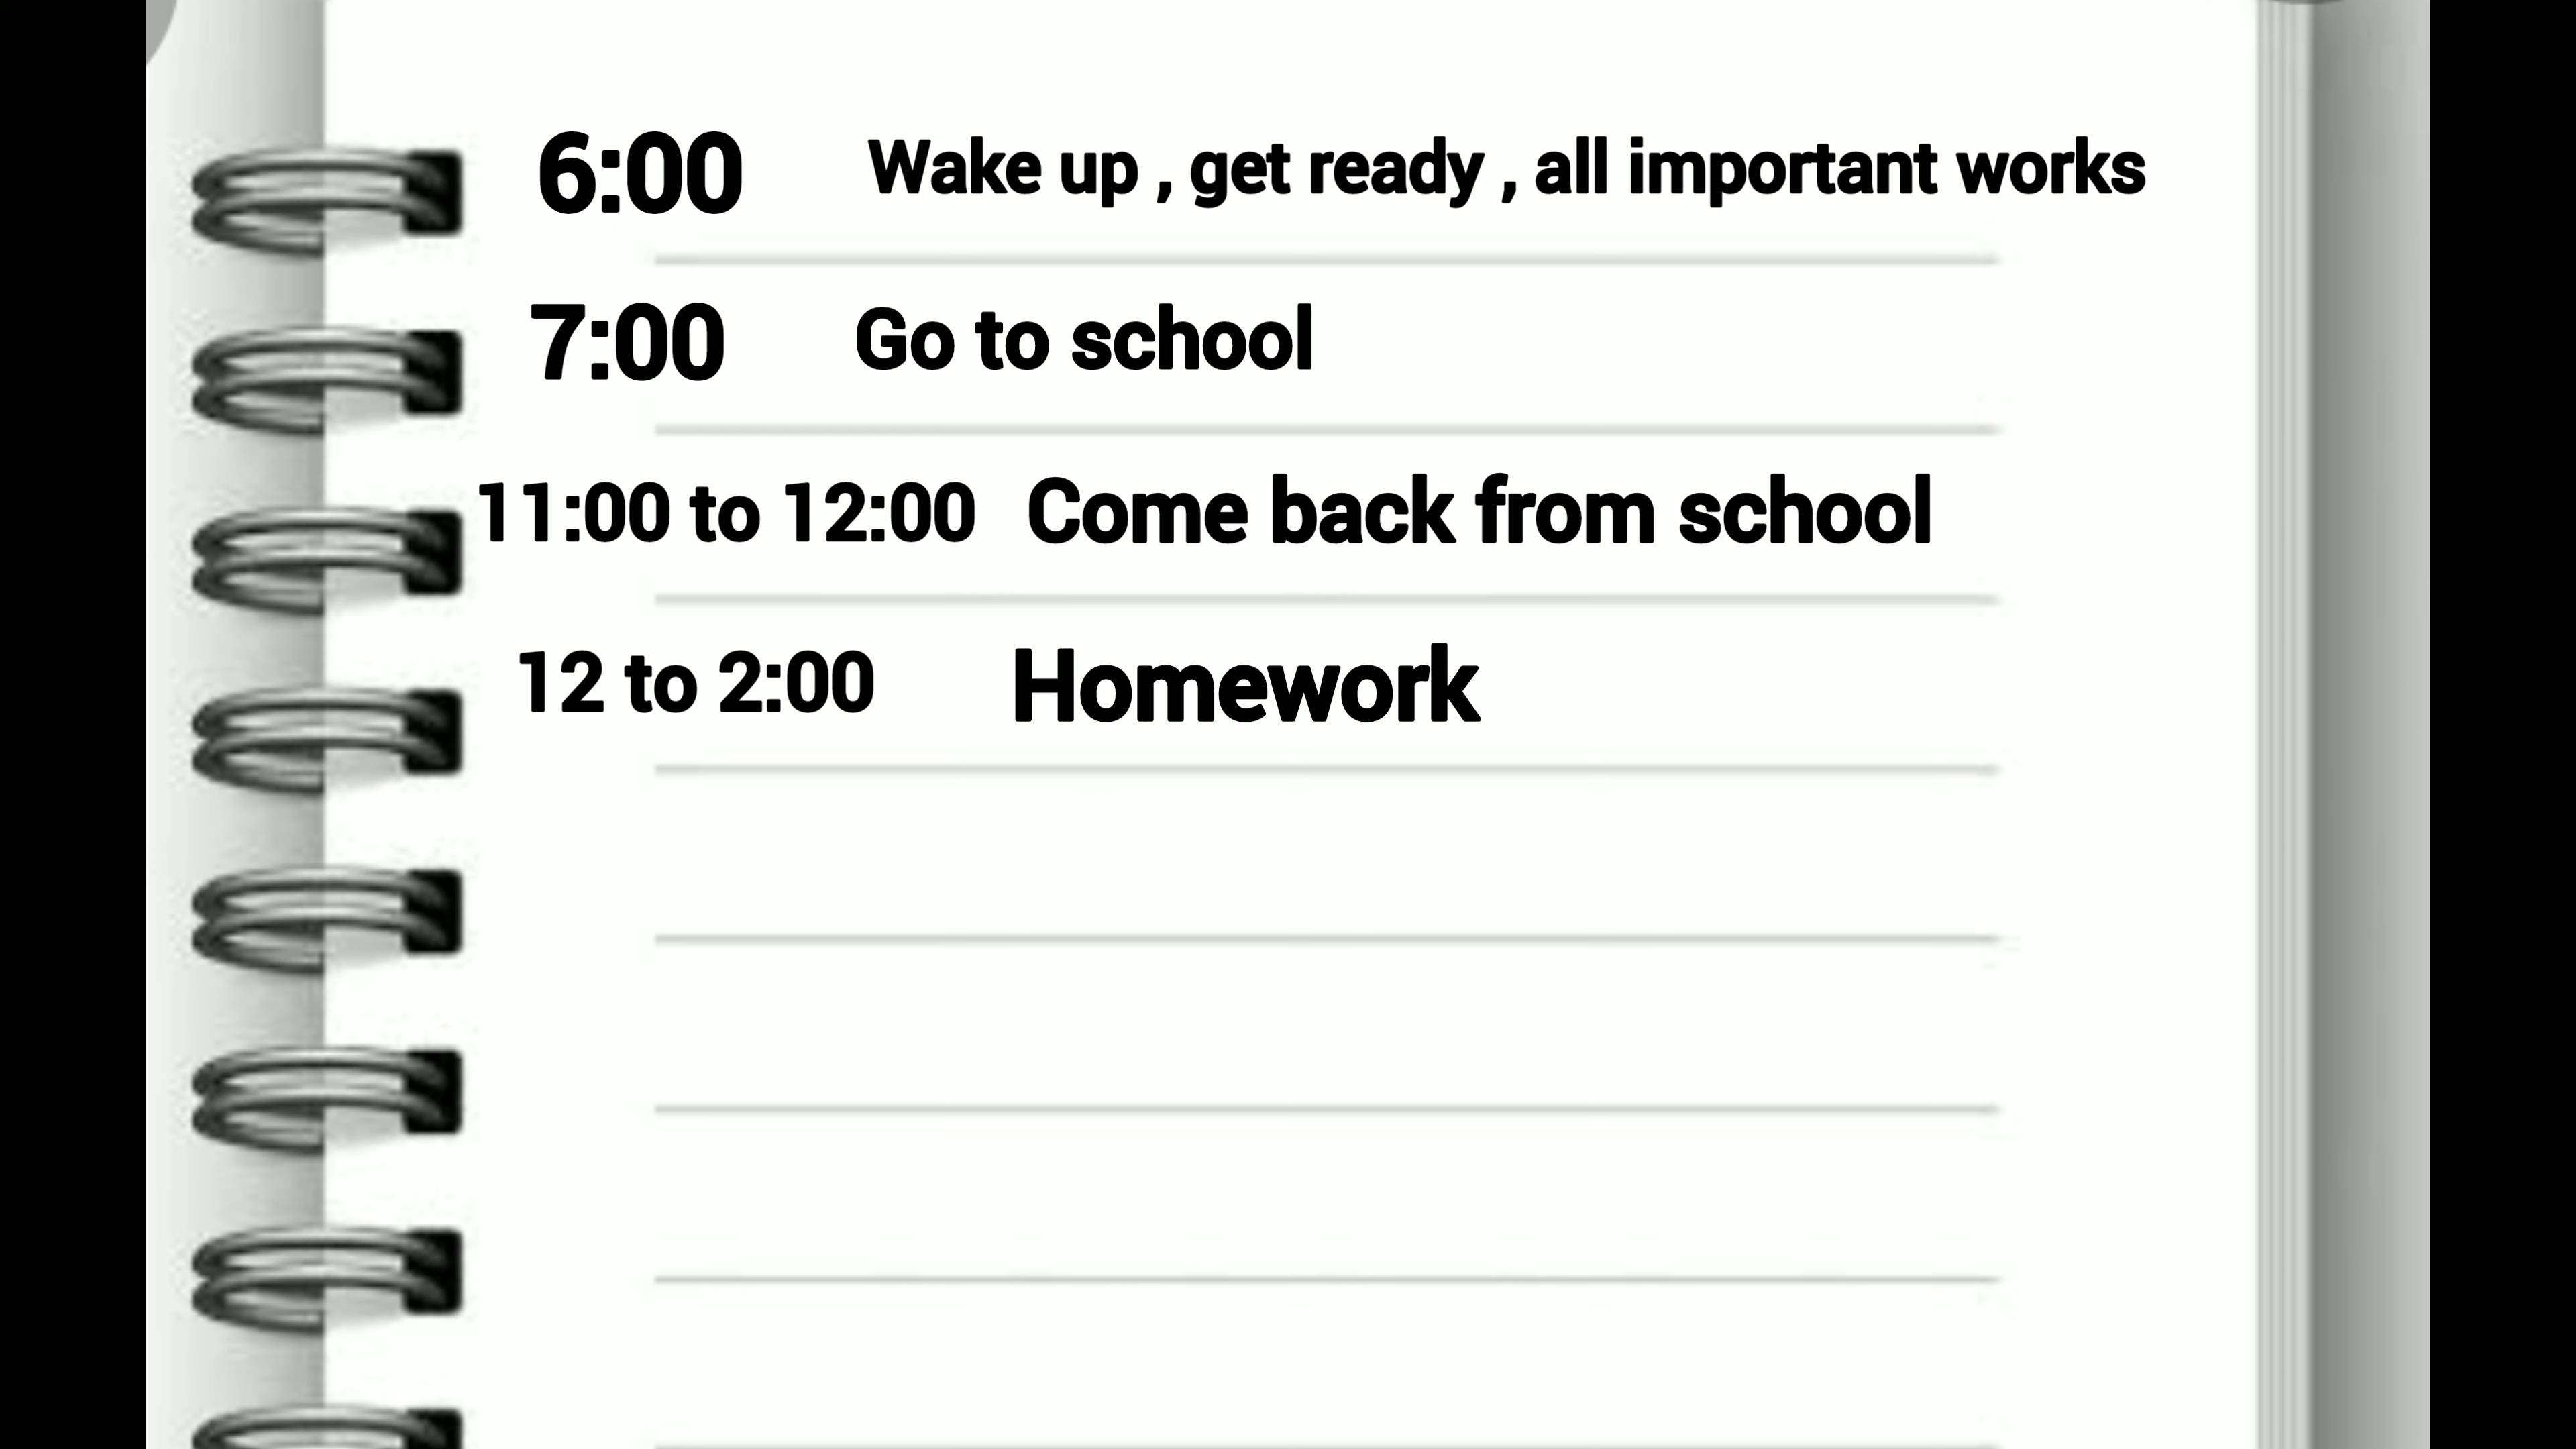 6:00 Wake up , get ready , all important works
7:00 Go to school
11:00 to 12:00 Come back from school
12 to 2:00 Homework